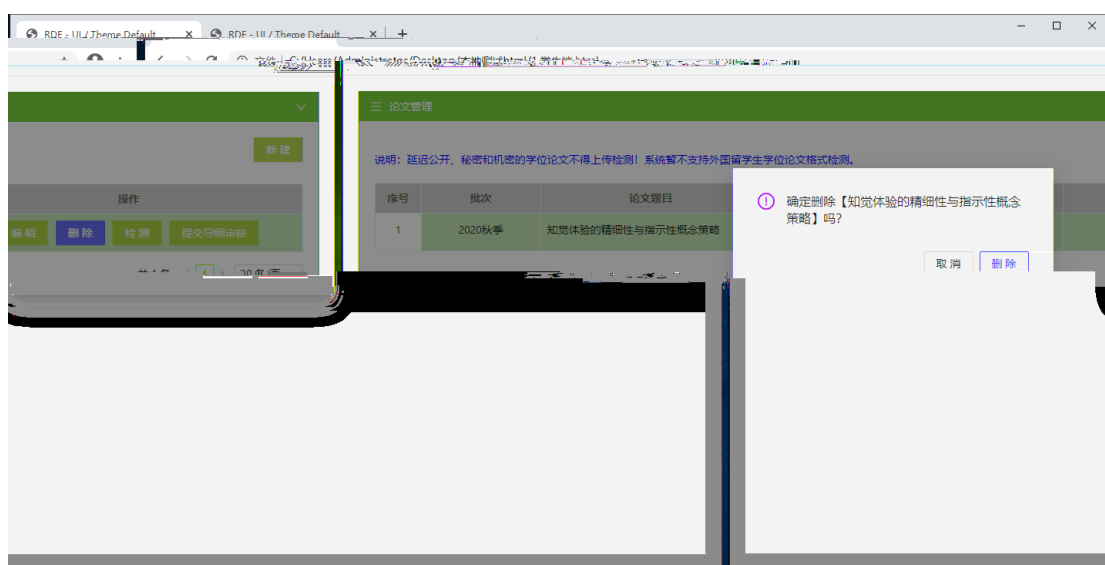 RDF - UI / Theme Default
RDF - UI / Theme Default
论文管理
新 建
说明：延迟公开、秘密和机密的学位论文不得上传检测！系统暂不支持外国留学生学位论文格式检测。
操作
序号
批次
论文题目
编 辑
删 除
检 测
提交导师审核
1
2020秋季
知觉体验的精细性与指示性概念策略
确定删除【知觉体验的精细性与指示性概念
策略】吗?
取 消
删 除